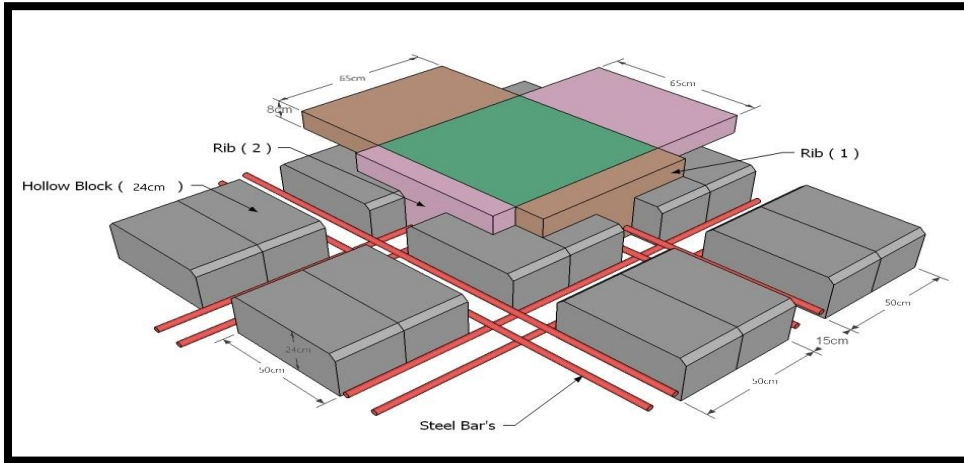 65cm
65cm
8cm
Rib ( 2 )
Rib ( 1 )
Hollow Block ( 24cm )
50cm
15cm
24cm
50cm
50cm
Steel Bar's